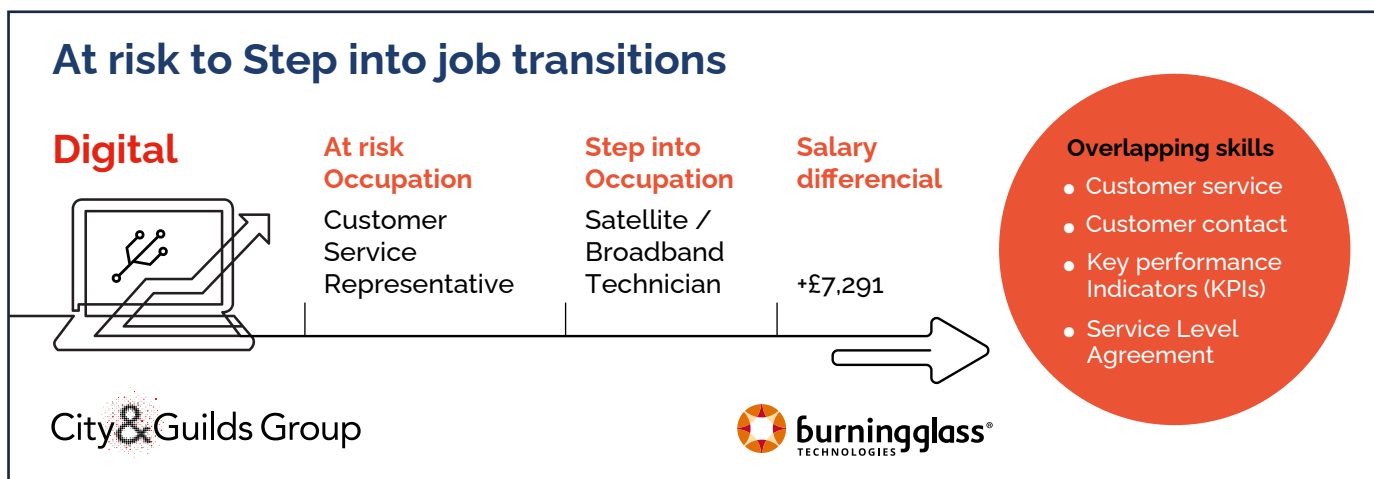 At risk to Step into job transitions
Digital
At risk
Occupation
Customer
Service
Representative
Step into
Occupation
Satellite /
Broadband
Technician
Salary
differencial
+£7,291
Overlapping skills
• Customer service
• Customer contact
• Key performance
Indicators (KPIs)
• Service Level
Agreement
City&Guilds Group
burningglass®
TECHNOLOGIES